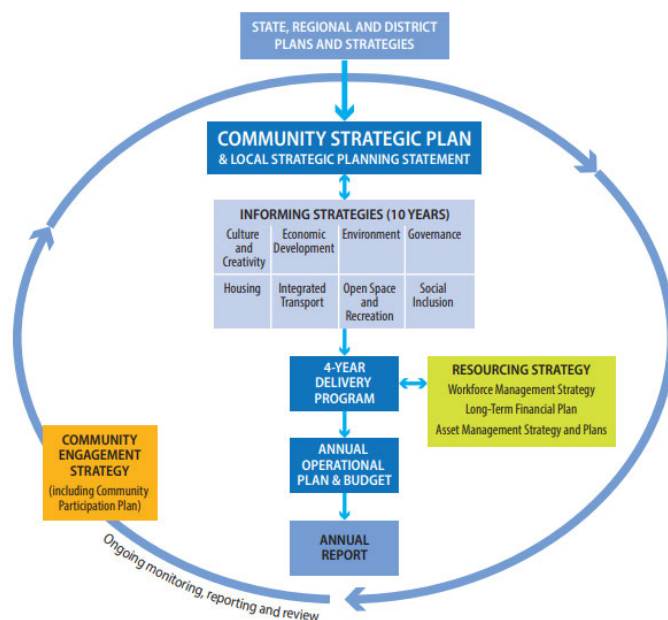 STATE, REGIONAL AND DISTRICT
PLANS AND STRATEGIES
COMMUNITY STRATEGIC PLAN
& LOCAL STRATEGIC PLANNING STATEMENT
INFORMING STRATEGIES (10 YEARS)
Culture
and
Creativity
Economic
Development
Environment
Governance
Housing
Integrated
Transport
Open Space
and
Recreation
Social
Inclusion
4-YEAR
DELIVERY
PROGRAM
RESOURCING STRATEGY
Workforce Management Strategy
Long-Term Financial Plan
Asset Management Strategy and Plans
COMMUNITY
ENGAGEMENT
STRATEGY
(including Community
Participation Plan)
ANNUAL
OPERATIONAL
PLAN & BUDGET
ANNUAL
REPORT
Ongoing monitoring, reporting and review